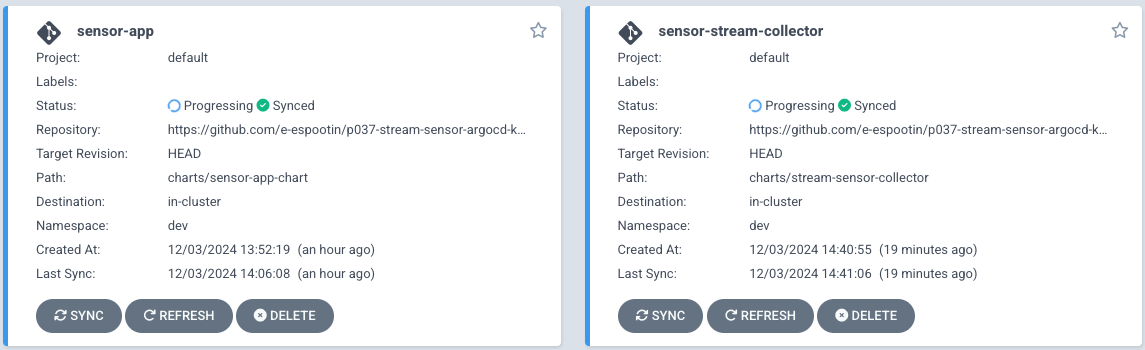 sensor-app
Project: default
Labels:
Status: Progressing Synced
Repository: https://github.com/e-espootin/p037-stream-sensor-argocd-k...
Target Revision: HEAD
Path: charts/sensor-app-chart
Destination: in-cluster
Namespace: dev
Created At: 12/03/2024 13:52:19 (an hour ago)
Last Sync: 12/03/2024 14:06:08 (an hour ago)
SYNC REFRESH DELETE
sensor-stream-collector
Project: default
Labels:
Status: Progressing Synced
Repository: https://github.com/e-espootin/p037-stream-sensor-argocd-k...
Target Revision: HEAD
Path: charts/stream-sensor-collector
Destination: in-cluster
Namespace: dev
Created At: 12/03/2024 14:40:55 (19 minutes ago)
Last Sync: 12/03/2024 14:41:06 (19 minutes ago)
SYNC REFRESH DELETE